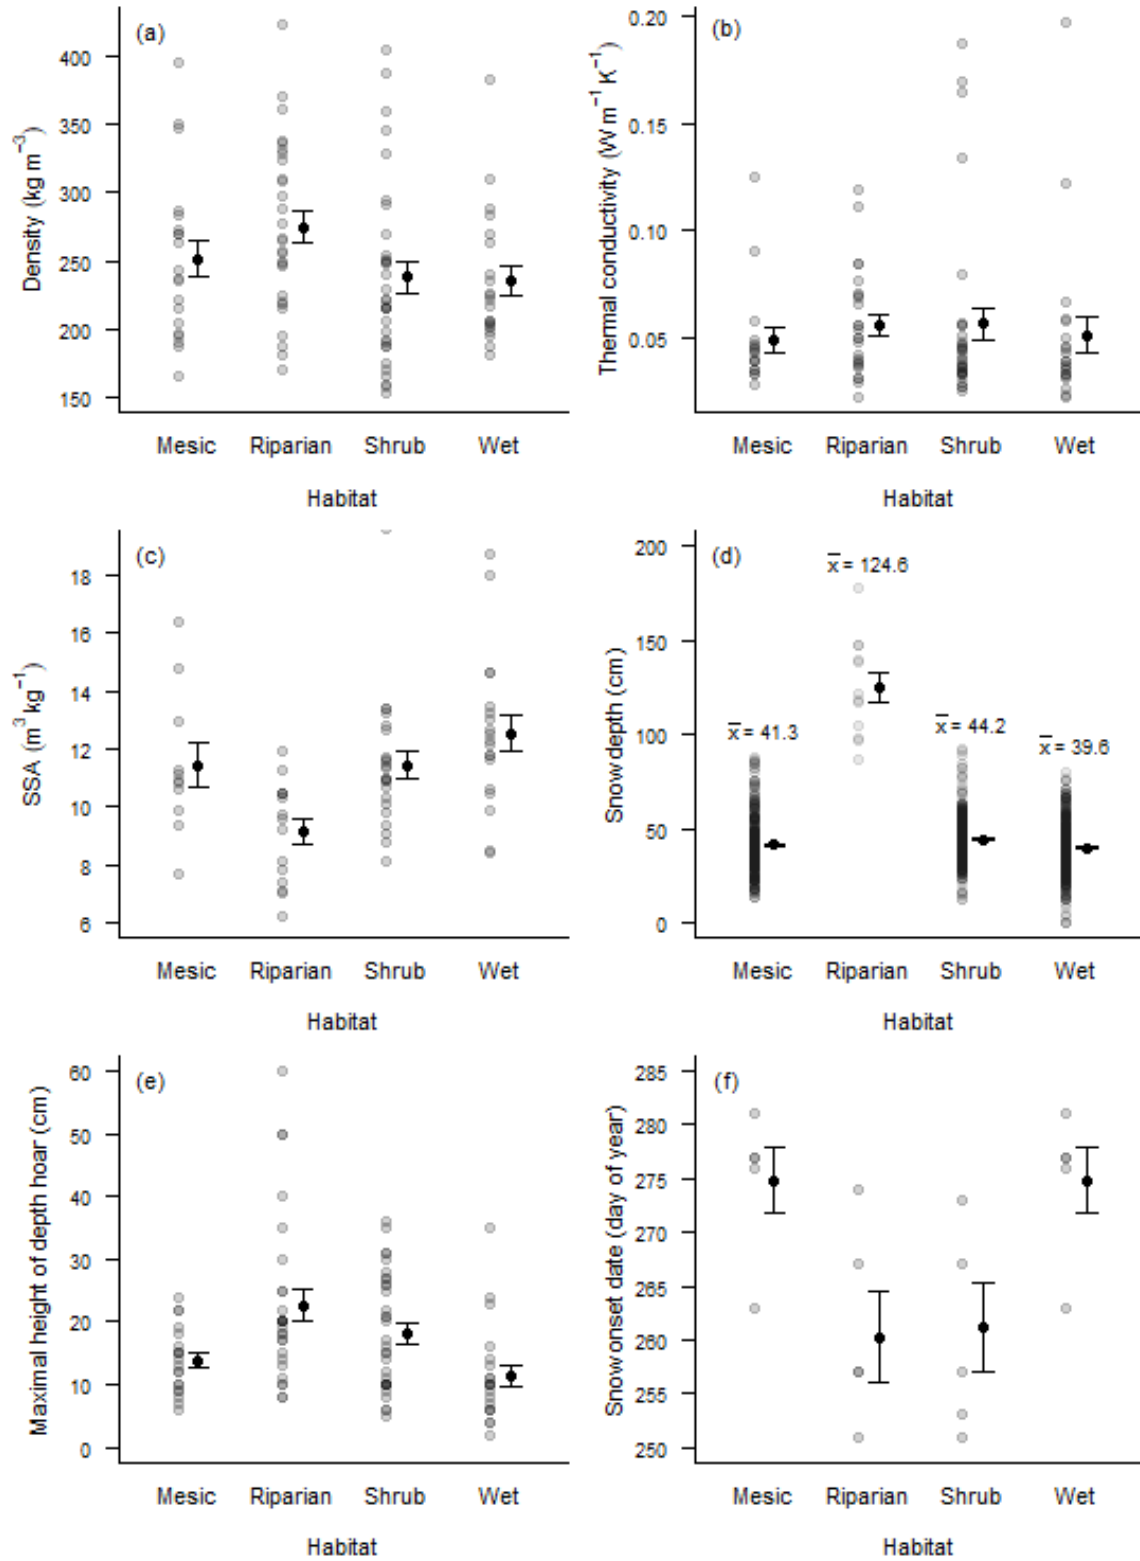 (a)
Density (kg m−3)
400
350
300
250
200
150
Mesic Riparian Shrub Wet
Habitat
(b)
Thermal conductivity (W m−1 K−1)
0.20
0.15
0.10
0.05
Mesic Riparian Shrub Wet
Habitat
(c)
SSA (m3 kg−1)
18
16
14
12
10
8
6
Mesic Riparian Shrub Wet
Habitat
(d)
Snow depth (cm)
200
150
100
50
0
x̅ = 124.6
x̅ = 41.3
x̅ = 44.2
x̅ = 39.6
Mesic Riparian Shrub Wet
Habitat
(e)
Maximal height of depth hoar (cm)
60
50
40
30
20
10
0
Mesic Riparian Shrub Wet
Habitat
(f)
Snow onset date (day of year)
285
280
275
270
265
260
255
250
Mesic Riparian Shrub Wet
Habitat